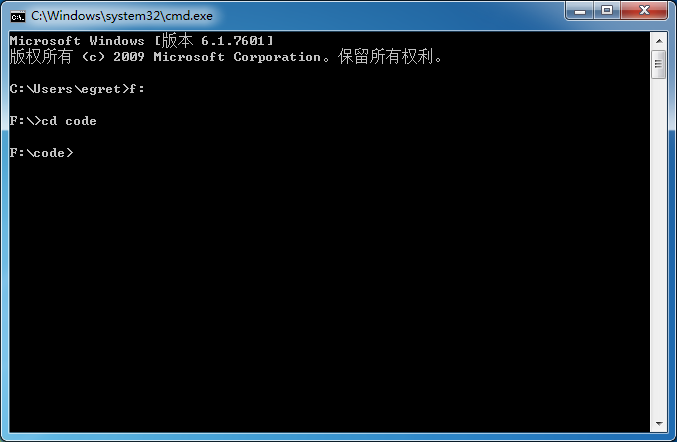 C:\Windows\system32\cmd.exe
Microsoft Windows [版本 6.1.7601]
版权所有 (c) 2009 Microsoft Corporation。保留所有权利。
C:\Users\egret>f:
F:\>cd code
F:\code>